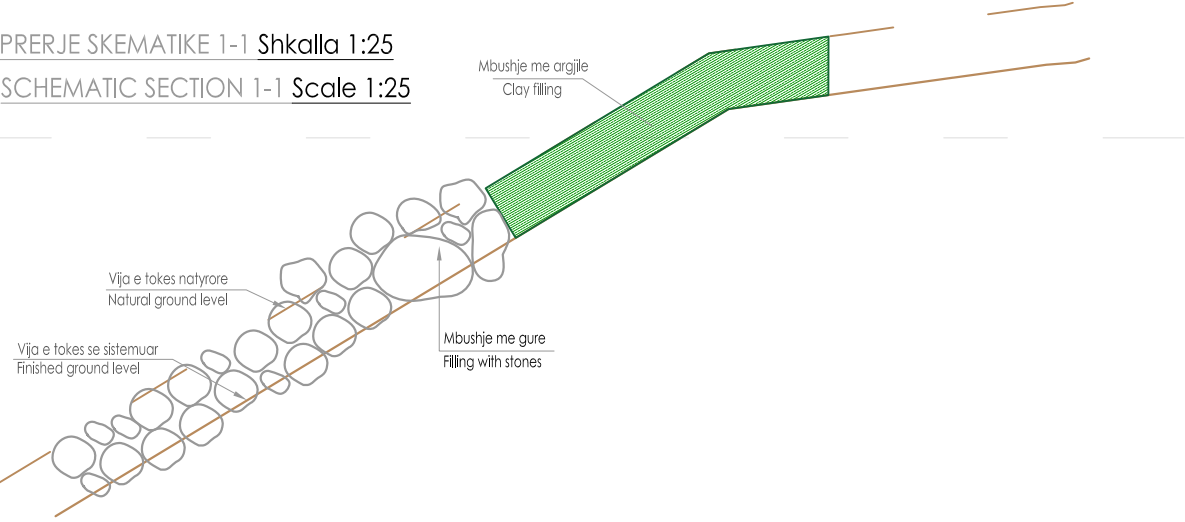 PRERJE SKEMATIKE 1-1 Shkalla 1:25
SCHEMATIC SECTION 1-1 Scale 1:25
Mbushje me argjile
Clay filling
Vija e tokes natyrore
Natural ground level
Mbushje me gure
Filling with stones
Vija e tokes se sistemuar
Finished ground level